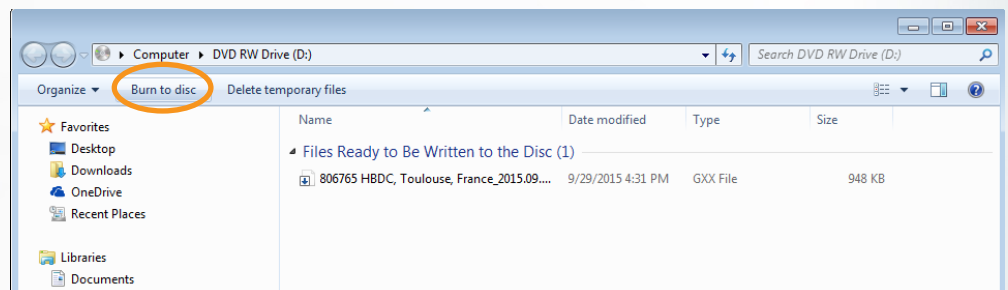 Computer DVD RW Drive (D:) Search DVD RW Drive (D:)
Organize Burn to disc Delete temporary files
Name Date modified Type Size
Favorites
Desktop
Downloads
OneDrive
Recent Places
Libraries
Documents
Files Ready to Be Written to the Disc (1)
806765 HBDC, Toulouse, France_2015.09.... 9/29/2015 4:31 PM GXX File 948 KB